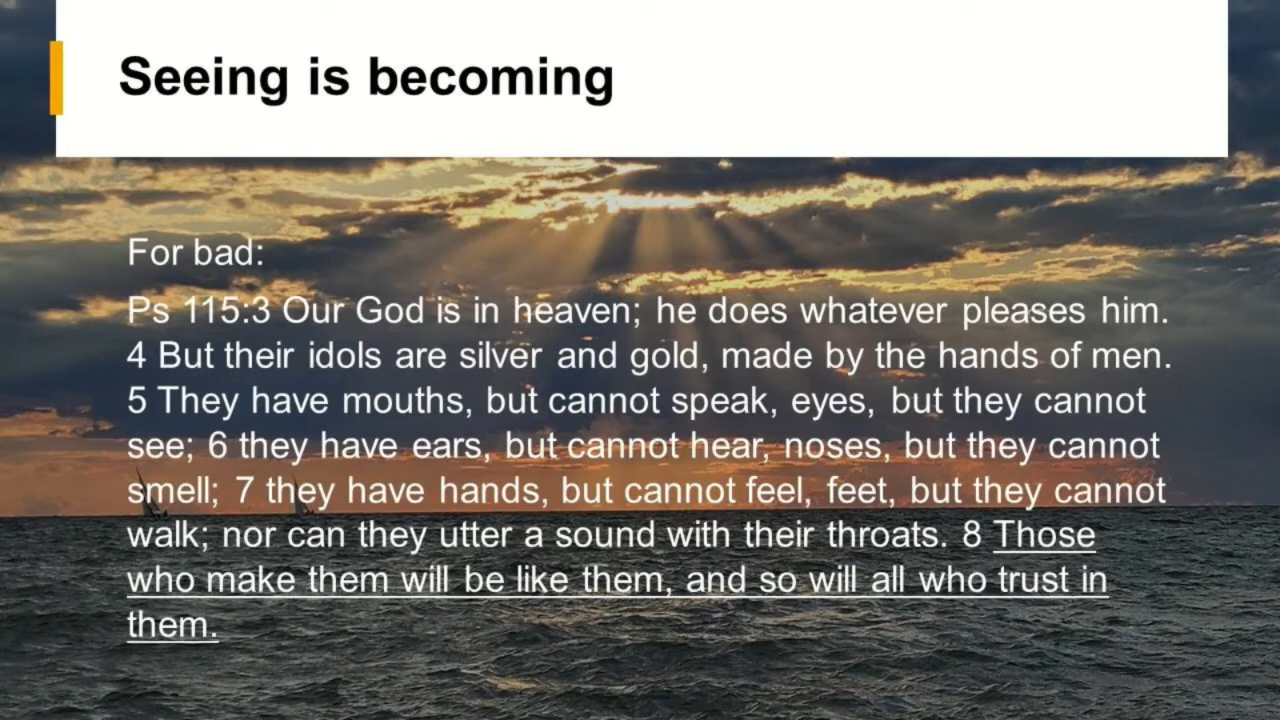 Seeing is becoming
For bad:
Ps 115:3 Our God is in heaven; he does whatever pleases him.
4 But their idols are silver and gold, made by the hands of men.
5 They have mouths, but cannot speak, eyes, but they cannot
see; 6 they have ears, but cannot hear, noses, but they cannot
smell; 7 they have hands, but cannot feel, feet, but they cannot
walk; nor can they utter a sound with their throats. 8 Those
who make them will be like them, and so will all who trust in
them.